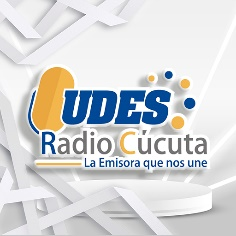 UDES
Radio Cúcuta
La Emisora que nos une